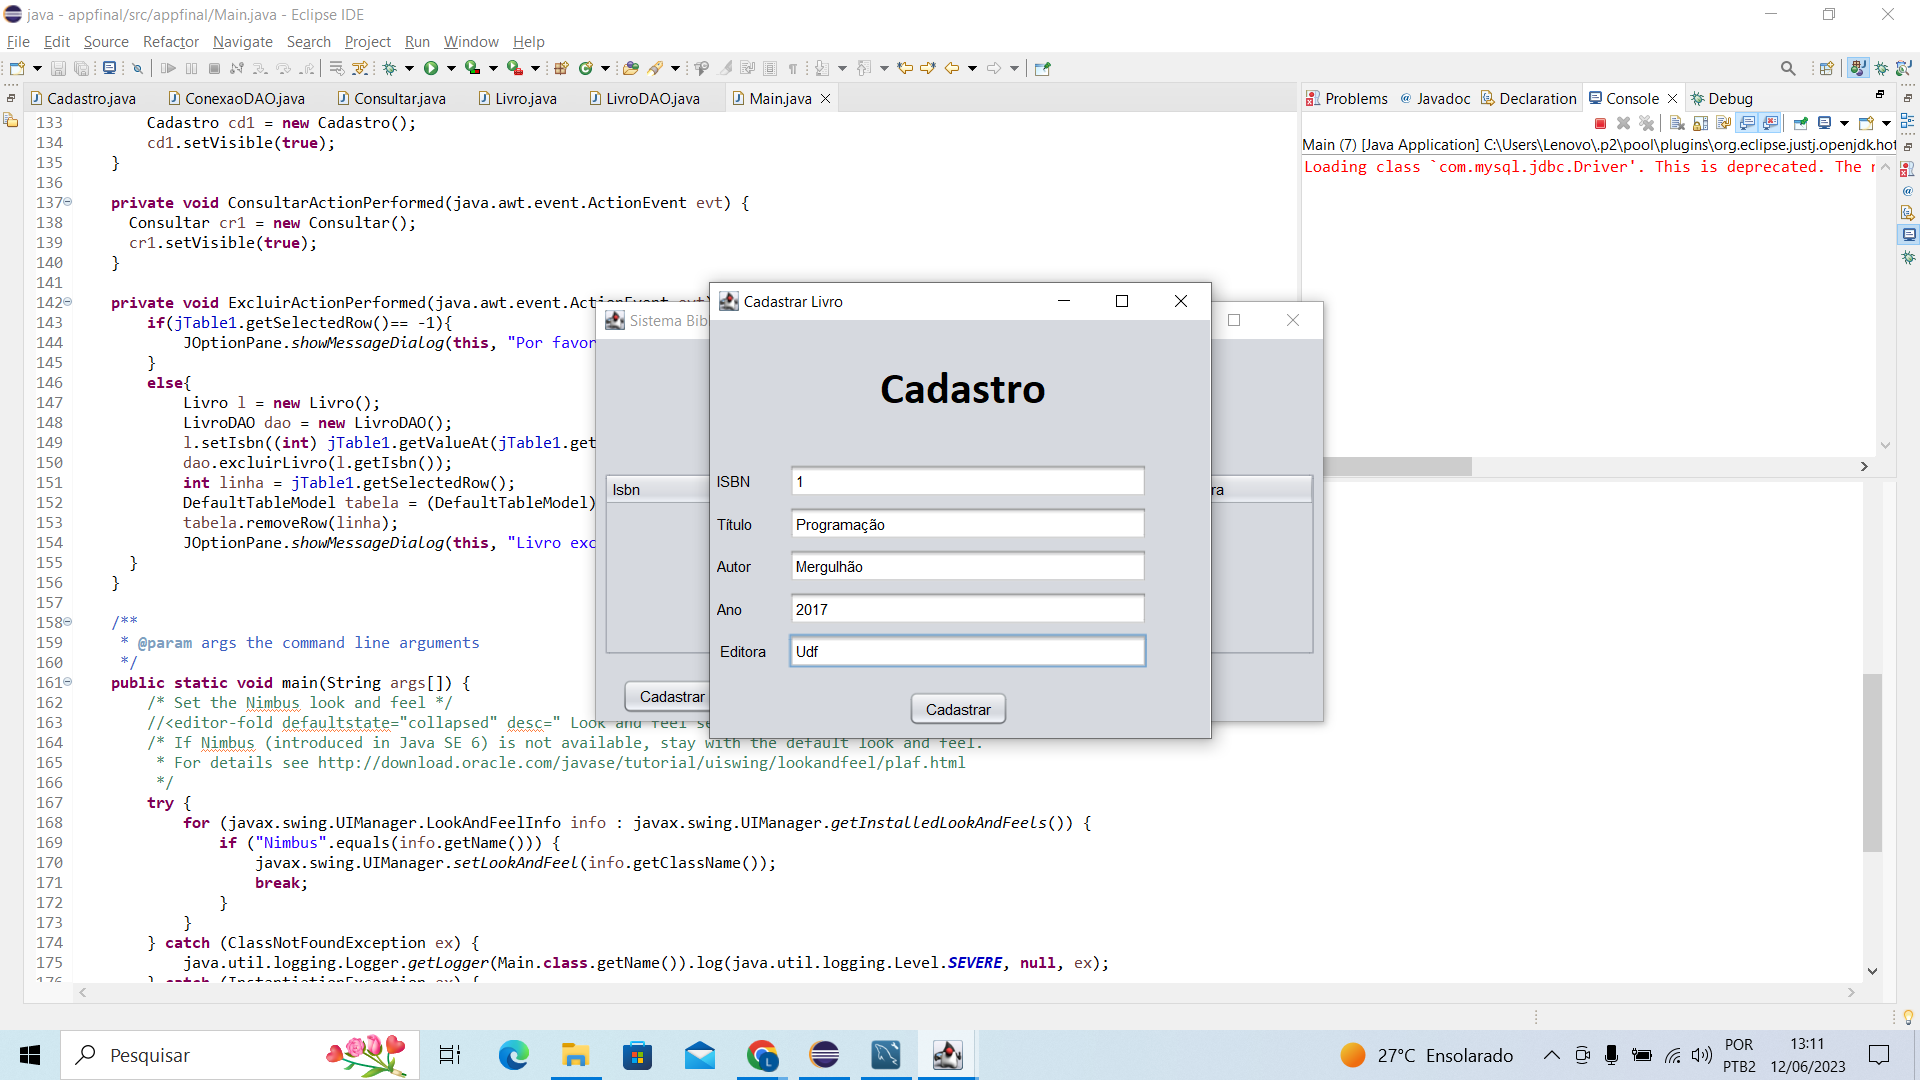 java - appfinal/src/appfinal/Main.java - Eclipse IDE
File Edit Source Refactor Navigate Search Project Run Window Help
Cadastro.java ConexaoDAO.java Consultar.java Livro.java LivroDAO.java Main.java
133 Cadastro cd1 = new Cadastro();
134 cd1.setVisible(true);
135 }
136
137 private void ConsultarActionPerformed(java.awt.event.ActionEvent evt) {
138 Consultar cr1 = new Consultar();
139 cr1.setVisible(true);
140 }
141
142 private void ExcluirActionPerformed(java.awt.event.ActionEvent evt)
143 if(jTable1.getSelectedRow()== -1){
144 JOptionPane.showMessageDialog(this, "Por favor
145 }
146 else{
147 Livro l = new Livro();
148 LivroDAO dao = new LivroDAO();
149 l.setIsbn((int) jTable1.getValueAt(jTable1.get
150 dao.excluirLivro(l.getIsbn());
151 int linha = jTable1.getSelectedRow();
152 DefaultTableModel tabela = (DefaultTableModel)
153 tabela.removeRow(linha);
154 JOptionPane.showMessageDialog(this, "Livro exc
155 }
156 }
157
158 /**
159 * @param args the command line arguments
160 */
161 public static void main(String args[]) {
162 /* Set the Nimbus look and feel */
163 //<editor-fold defaultstate="collapsed" desc=" Look and feel se
164 /* If Nimbus (introduced in Java SE 6) is not available, stay with the default look and feel.
165 * For details see http://download.oracle.com/javase/tutorial/uiswing/lookandfeel/plaf.html
166 */
167 try {
168 for (javax.swing.UIManager.LookAndFeelInfo info : javax.swing.UIManager.getInstalledLookAndFeels()) {
169 if ("Nimbus".equals(info.getName())) {
170 javax.swing.UIManager.setLookAndFeel(info.getClassName());
171 break;
172 }
173 }
174 } catch (ClassNotFoundException ex) {
175 java.util.logging.Logger.getLogger(Main.class.getName()).log(java.util.logging.Level.SEVERE, null, ex);
176 } catch (InstantiationException ex) {
Problems Javadoc Declaration Console Debug
Main (7) [Java Application] C:\Users\Lenovo\.p2\pool\plugins\org.eclipse.justj.openjdk.hot
Loading class `com.mysql.jdbc.Driver'. This is deprecated. The
Sistema Bib
Isbn
ra
Cadastrar
Cadastrar Livro
Cadastro
ISBN 1
Título Programação
Autor Mergulhão
Ano 2017
Editora Udf
Cadastrar
Pesquisar
27°C Ensolarado
POR
PTB2
13:11
12/06/2023